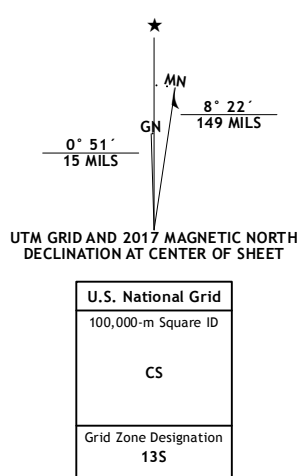 ★
MN
8° 22´
149 MILS
GN
0° 51´
15 MILS
UTM GRID AND 2017 MAGNETIC NORTH
DECLINATION AT CENTER OF SHEET
U.S. National Grid
100,000-m Square ID
CS
Grid Zone Designation
13S